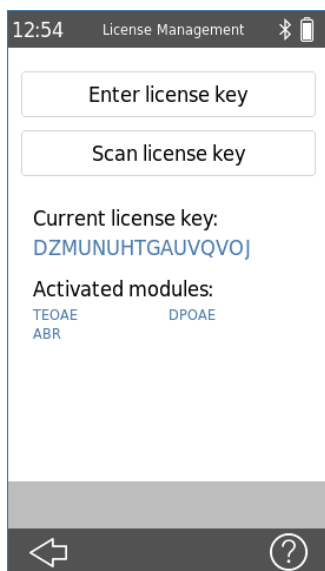 12:54 License Management
Enter license key
Scan license key
Current license key:
DZMUNUHTGAUVQVOJ
Activated modules:
TEOAE DPOAE
ABR
?